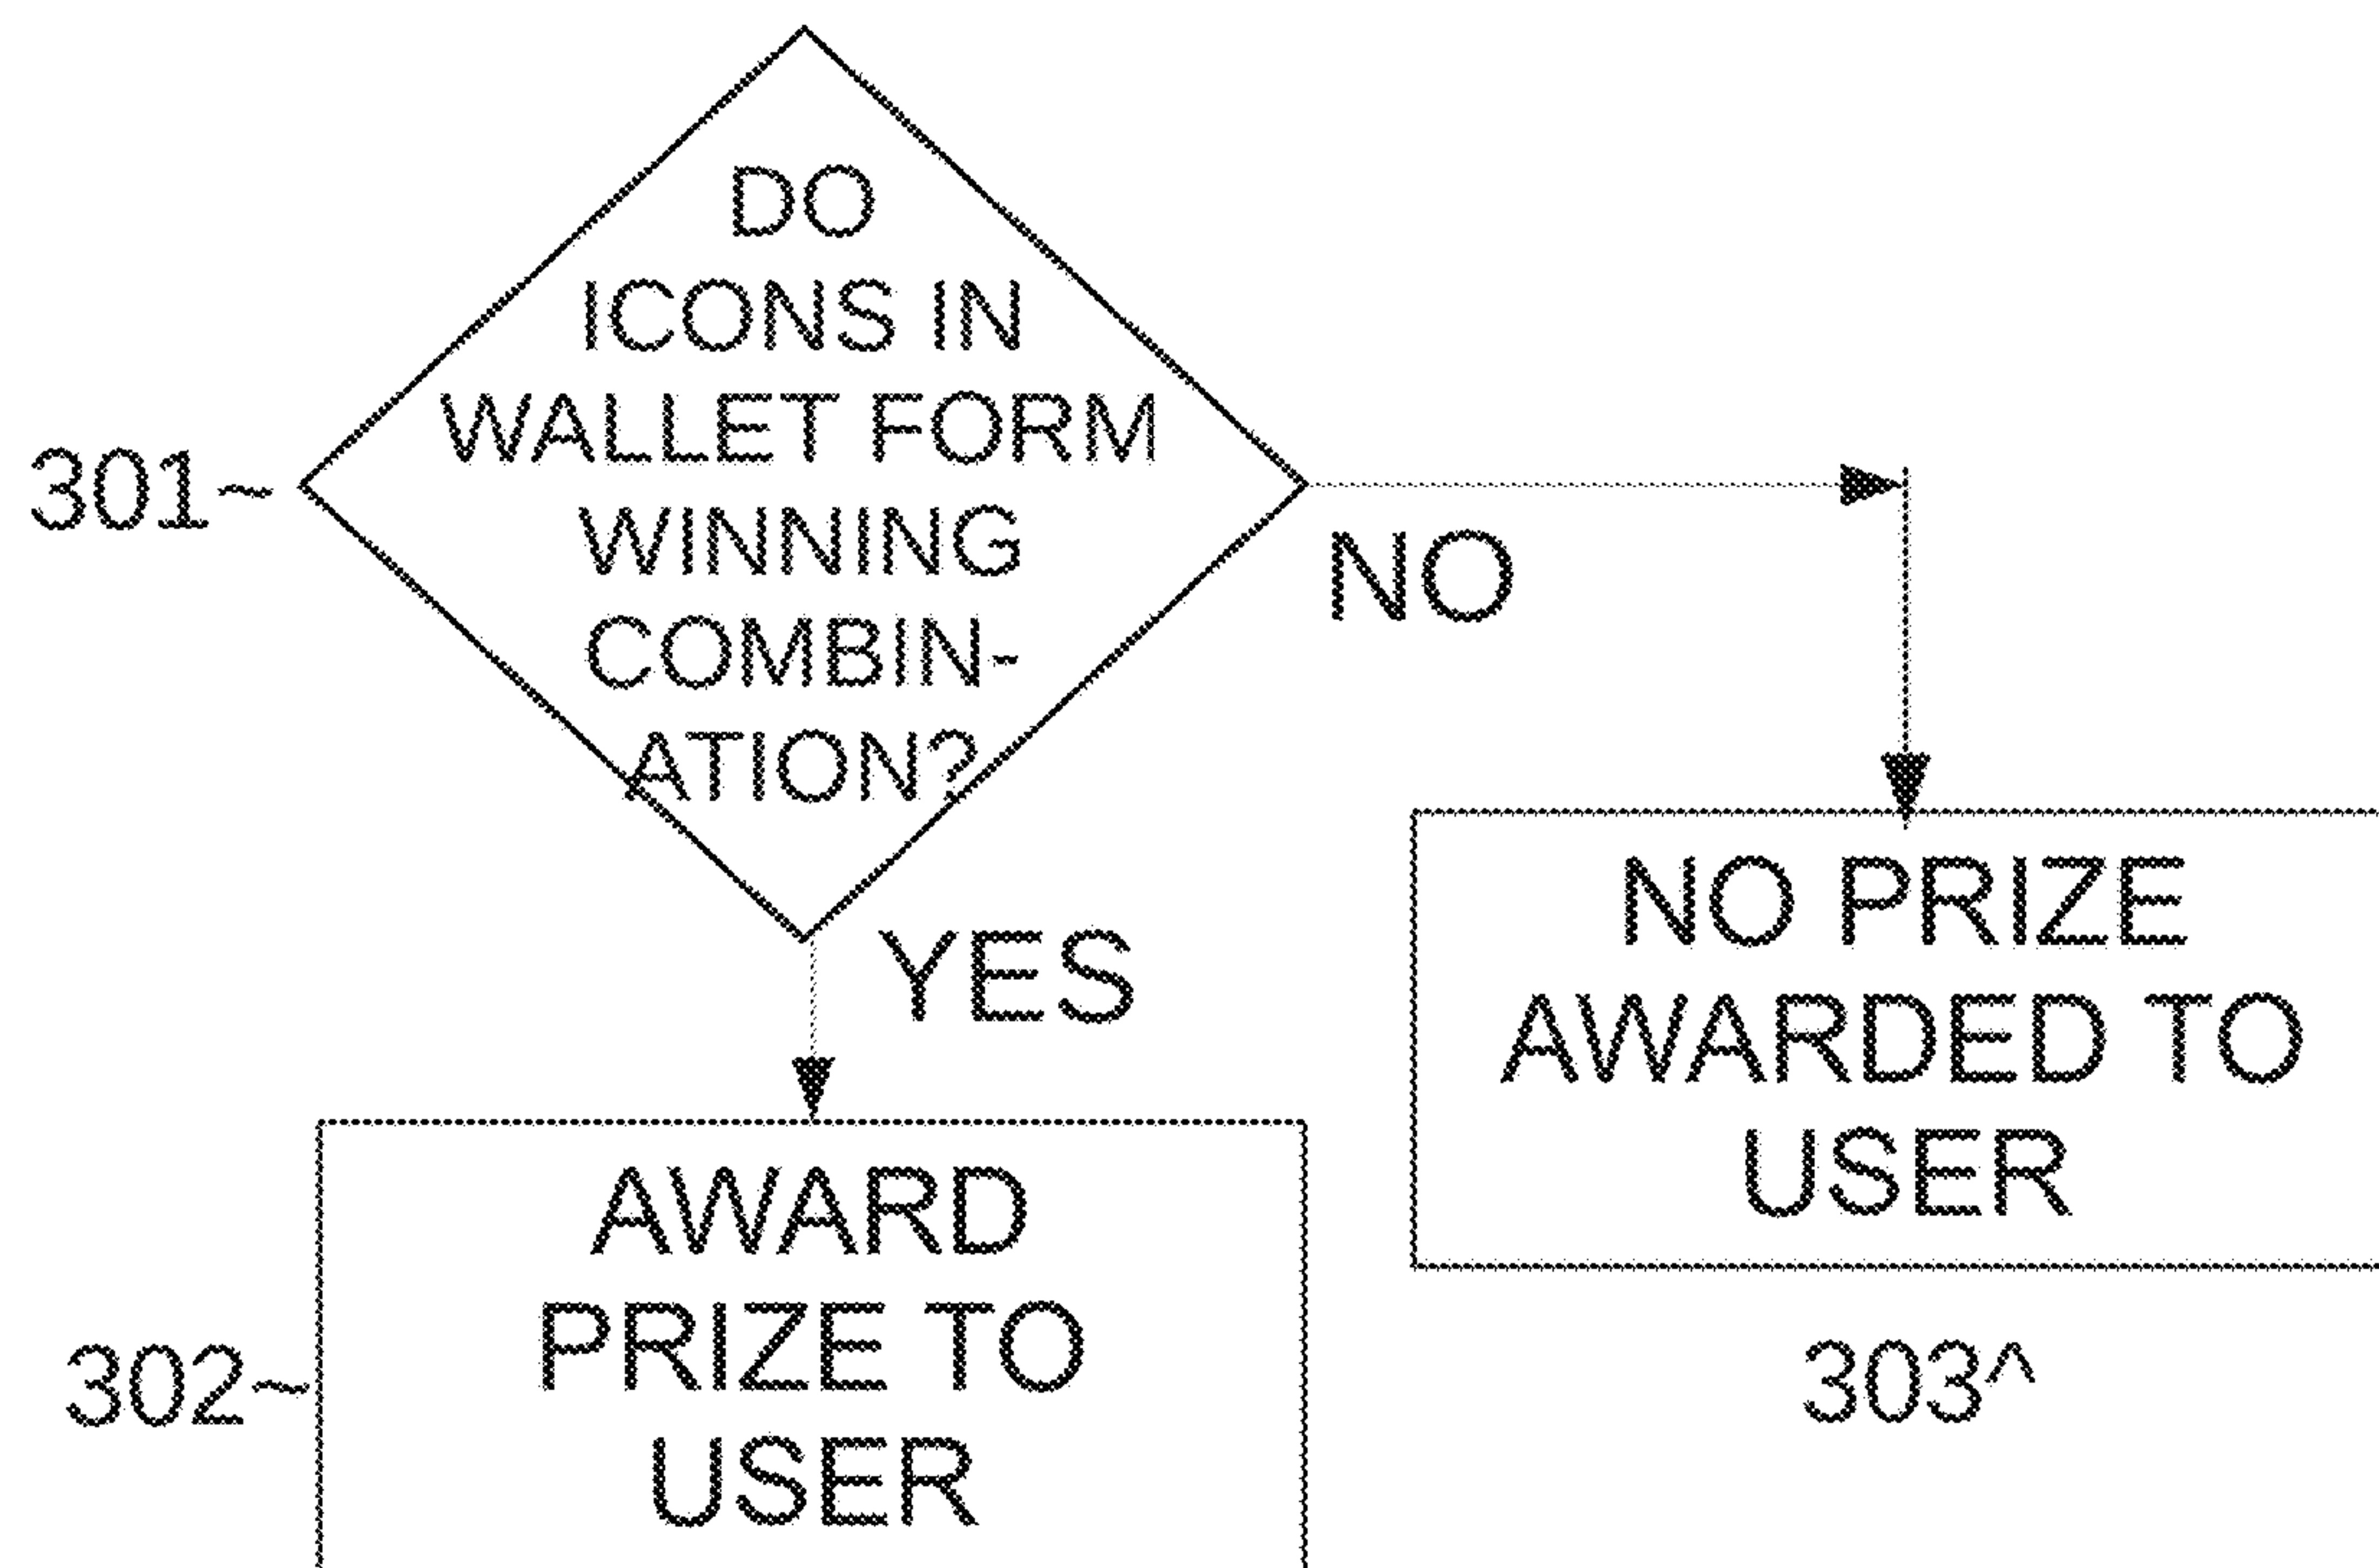 DO
ICONS IN
WALLET FORM
WINNING
COMBIN-
ATION?
301~
NO
YES
NO PRIZE
AWARDED TO
USER
303^
AWARD
PRIZE TO
USER
302~